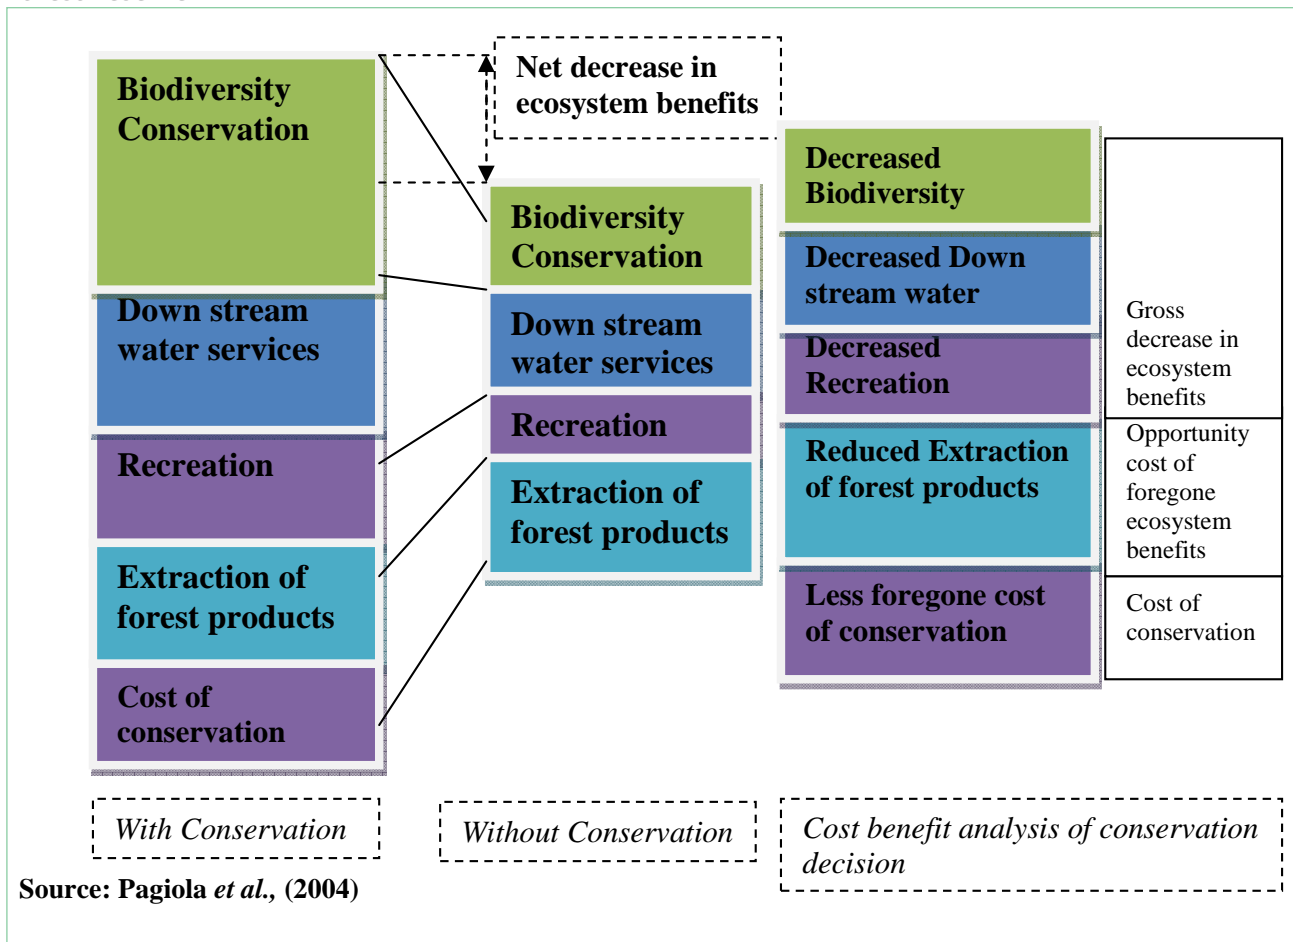 Biodiversity
Conservation
Down stream
water services
Recreation
Extraction of
forest products
Cost of
conservation
With Conservation
Net decrease in
ecosystem benefits
Biodiversity
Conservation
Down stream
water services
Recreation
Extraction of
forest products
Without Conservation
Decreased
Biodiversity
Decreased Down
stream water
Decreased
Recreation
Reduced Extraction
of forest products
Less foregone cost
of conservation
Gross
decrease in
ecosystem
benefits
Opportunity
cost of
foregone
ecosystem
benefits
Cost of
conservation
Cost benefit analysis of conservation
decision
Source: Pagiola et al., (2004)